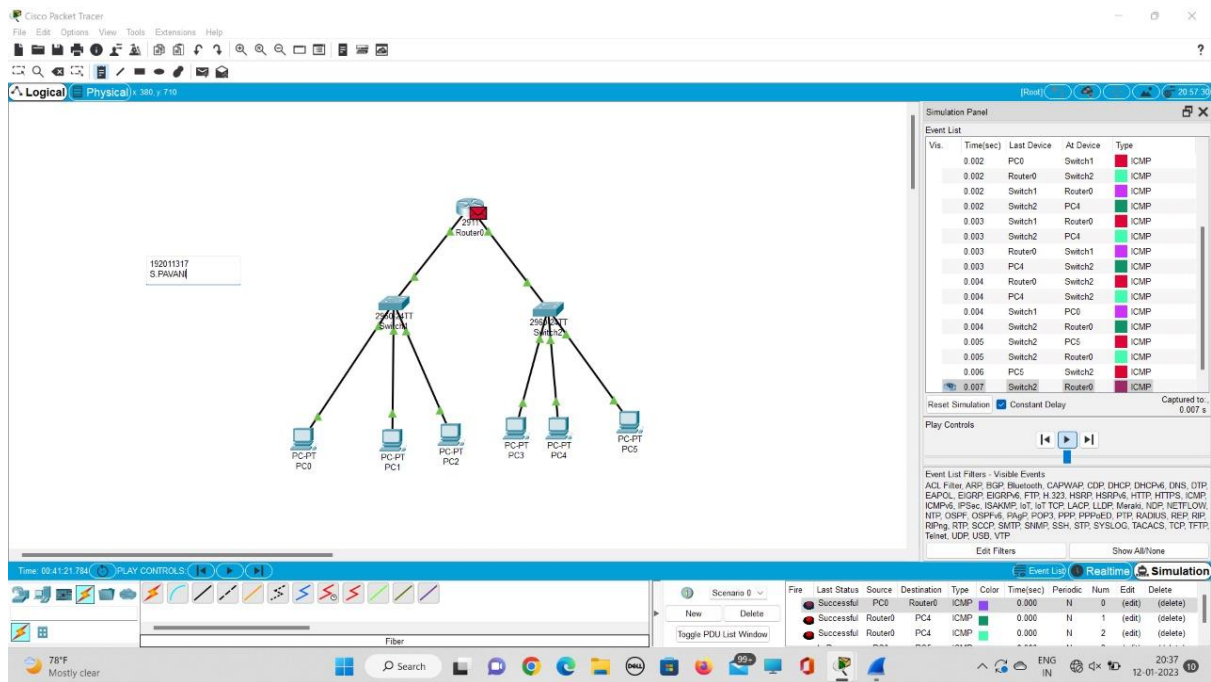 Cisco Packet Tracer
File Edit Options View Tools Extensions Help
?
Logical Physical x: 380, y: 710 [Root] 20:57:30
Simulation Panel
Event List
Vis. Time(sec) Last Device At Device Type
0.002 PC0 Switch1 ICMP
0.002 Router0 Switch2 ICMP
0.002 Switch1 Router0 ICMP
0.002 Switch2 PC4 ICMP
0.003 Switch1 Router0 ICMP
0.003 Switch2 PC4 ICMP
0.003 Router0 Switch1 ICMP
0.003 PC4 Switch2 ICMP
0.004 Router0 Switch2 ICMP
0.004 PC4 Switch2 ICMP
0.004 Switch1 PC0 ICMP
0.004 Switch2 Router0 ICMP
0.005 Switch2 PC5 ICMP
0.005 Switch2 Router0 ICMP
0.006 PC5 Switch2 ICMP
0.007 Switch2 Router0 ICMP
Reset Simulation Constant Delay Captured to:
0.007 s
Play Controls
Event List Filters - Visible Events
ACL Filter, ARP, BGP, Bluetooth, CAPWAP, CDP, DHCP, DHCPv6, DNS, DTP,
EAPOL, EIGRP, EIGRPv6, FTP, H.323, HSRP, HSRPv6, HTTP, HTTPS, ICMP,
ICMPv6, IPSec, ISAKMP, IoT, IoT TCP, LACP, LLDP, Meraki, NDP, NETFLOW,
NTP, OSPF, OSPFv6, PAgP, POP3, PPP, PPPoED, PTP, RADIUS, REP, RIP,
RIPng, RTP, SCCP, SMTP, SNMP, SSH, STP, SYSLOG, TACACS, TCP, TFTP,
Telnet, UDP, USB, VTP
Edit Filters Show All/None
2911
Router0
192011317
S.PAVANI
2960-24TT
Switch1
2960-24TT
Switch2
PC-PT
PC0
PC-PT
PC1
PC-PT
PC2
PC-PT
PC3
PC-PT
PC4
PC-PT
PC5
Time: 00:41:21.784 PLAY CONTROLS: Event List Realtime Simulation
Scenario 0
New Delete
Toggle PDU List Window
Fire Last Status Source Destination Type Color Time(sec) Periodic Num Edit Delete
Successful PC0 Router0 ICMP 0.000 N 0 (edit) (delete)
Successful Router0 PC4 ICMP 0.000 N 1 (edit) (delete)
Successful Router0 PC4 ICMP 0.000 N 2 (edit) (delete)
Fiber
78°F
Mostly clear
Search
DELL
99+
ENG
IN
20:37
12-01-2023
10